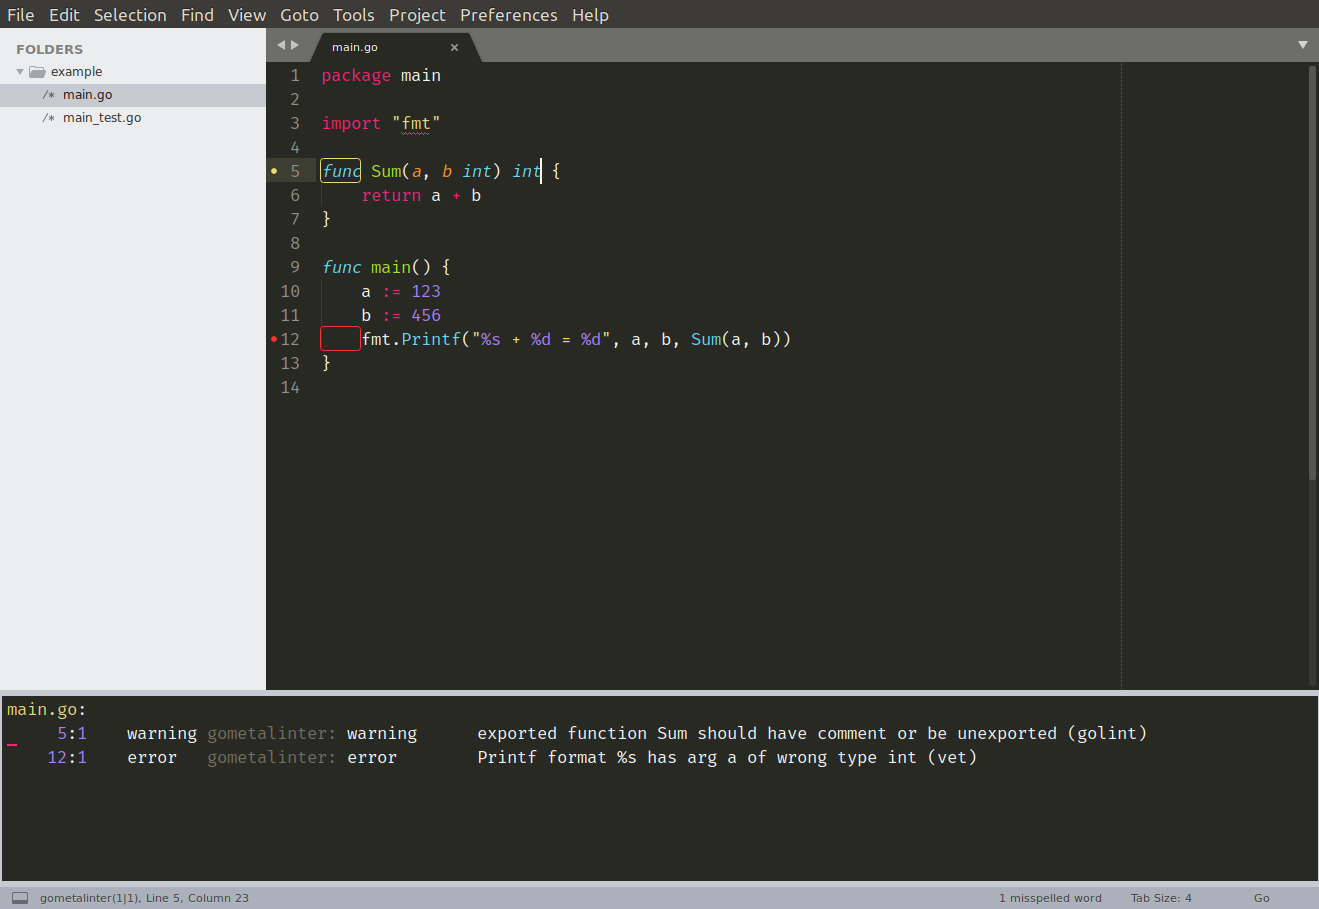 File Edit Selection Find View Goto Tools Project Preferences Help
FOLDERS
example
/* main.go
/* main_test.go
main.go ×
1 package main
2
3 import "fmt"
4
5 func Sum(a, b int) int {
6     return a + b
7 }
8
9 func main() {
10     a := 123
11     b := 456
12     fmt.Printf("%s + %d = %d", a, b, Sum(a, b))
13 }
14
main.go:
5:1 warning gometalinter: warning exported function Sum should have comment or be unexported (golint)
12:1 error gometalinter: error Printf format %s has arg a of wrong type int (vet)
gometalinter(1|1), Line 5, Column 23 1 misspelled word Tab Size: 4 Go